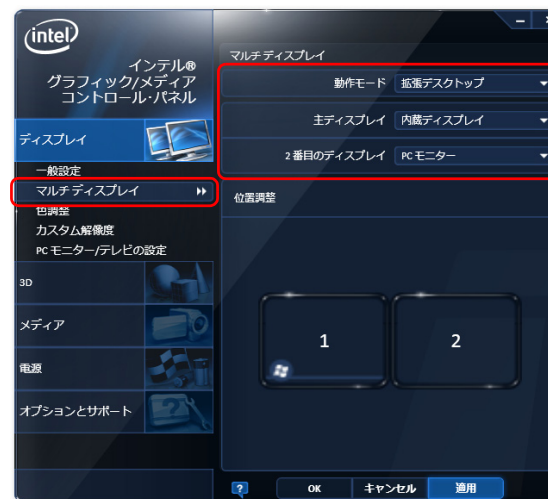 intel
インテル®
グラフィック/メディア
コントロール・パネル
ディスプレイ
一般設定
マルチ ディスプレイ
色調整
カスタム解像度
PC モニター/テレビの設定
3D
メディア
電源
オプションとサポート
マルチ ディスプレイ
動作モード 拡張デスクトップ
主ディスプレイ 内蔵ディスプレイ
2 番目のディスプレイ PC モニター
位置調整
1 2
? OK キャンセル 適用